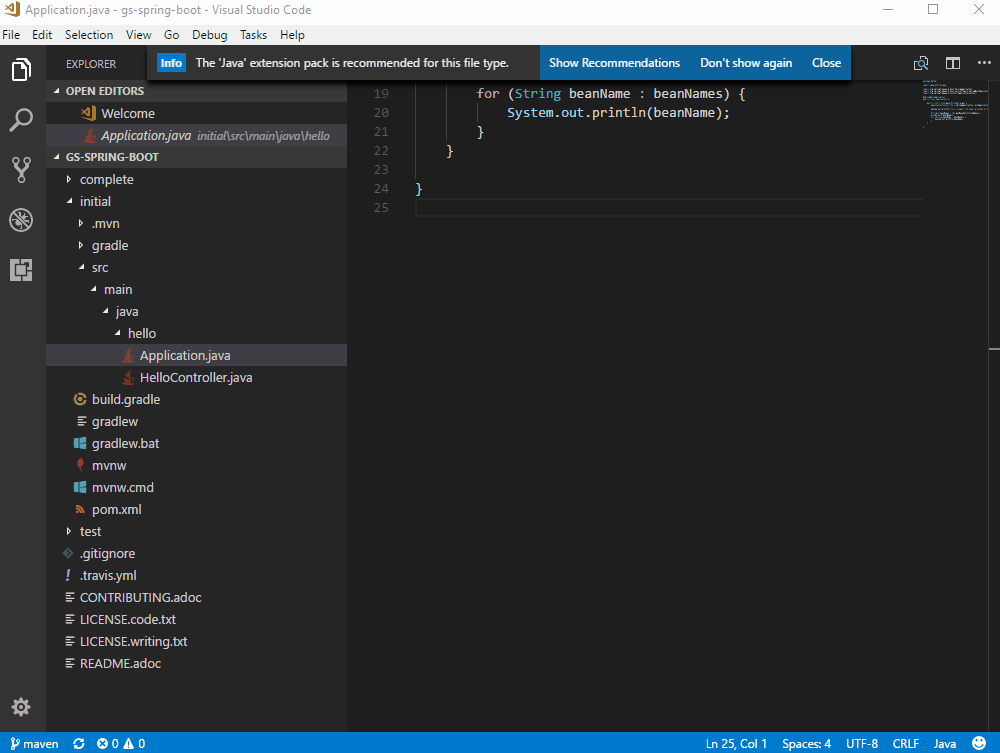 Application.java - gs-spring-boot - Visual Studio Code
File Edit Selection View Go Debug Tasks Help
EXPLORER
Info The 'Java' extension pack is recommended for this file type. Show Recommendations Don't show again Close
OPEN EDITORS
Welcome
Application.java initial\src\main\java\hello
GS-SPRING-BOOT
complete
initial
.mvn
gradle
src
main
java
hello
Application.java
HelloController.java
build.gradle
gradlew
gradlew.bat
mvnw
mvnw.cmd
pom.xml
test
.gitignore
! .travis.yml
CONTRIBUTING.adoc
LICENSE.code.txt
LICENSE.writing.txt
README.adoc
19 for (String beanName : beanNames) {
20 System.out.println(beanName);
21 }
22 }
23
24 }
25
maven 0 0 Ln 25, Col 1 Spaces: 4 UTF-8 CRLF Java